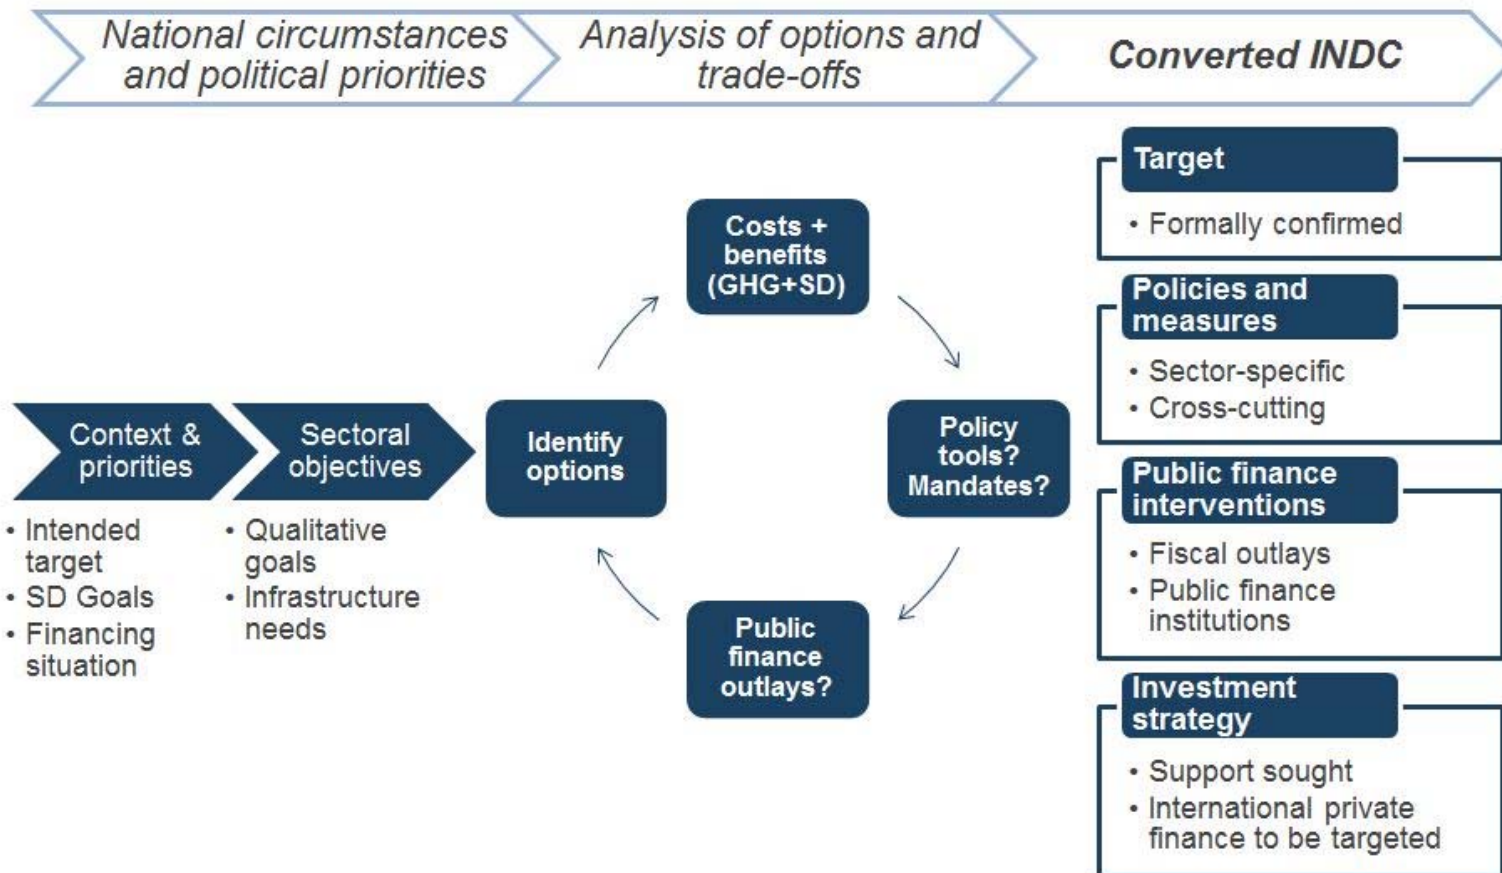 National circumstances
and political priorities
Analysis of options and
trade-offs
Converted INDC
Context &
priorities
• Intended
target
• SD Goals
• Financing
situation
Sectoral
objectives
• Qualitative
goals
• Infrastructure
needs
Identify
options
Costs +
benefits
(GHG+SD)
Policy
tools?
Mandates?
Public
finance
outlays?
Target
• Formally confirmed
Policies and
measures
• Sector-specific
• Cross-cutting
Public finance
interventions
• Fiscal outlays
• Public finance
institutions
Investment
strategy
• Support sought
• International private
finance to be targeted